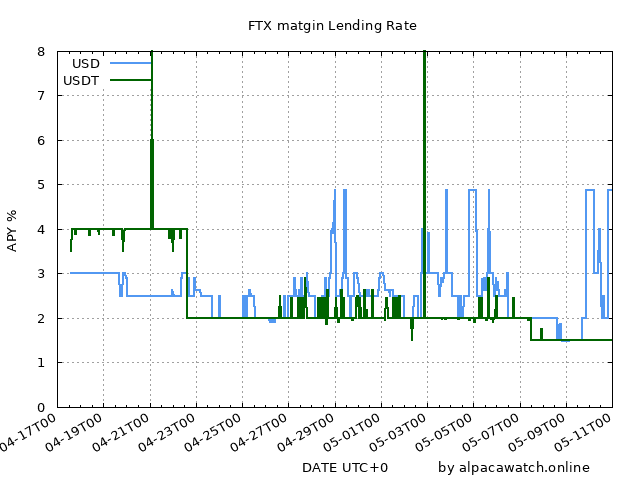 FTX matgin Lending Rate
USD
USDT
8
7
6
5
4
3
2
1
0
APY %
04-17T00 04-19T00 04-21T00 04-23T00 04-25T00 04-27T00 04-29T00 05-01T00 05-03T00 05-05T00 05-07T00 05-09T00 05-11T00
DATE UTC+0 by alpacawatch.online